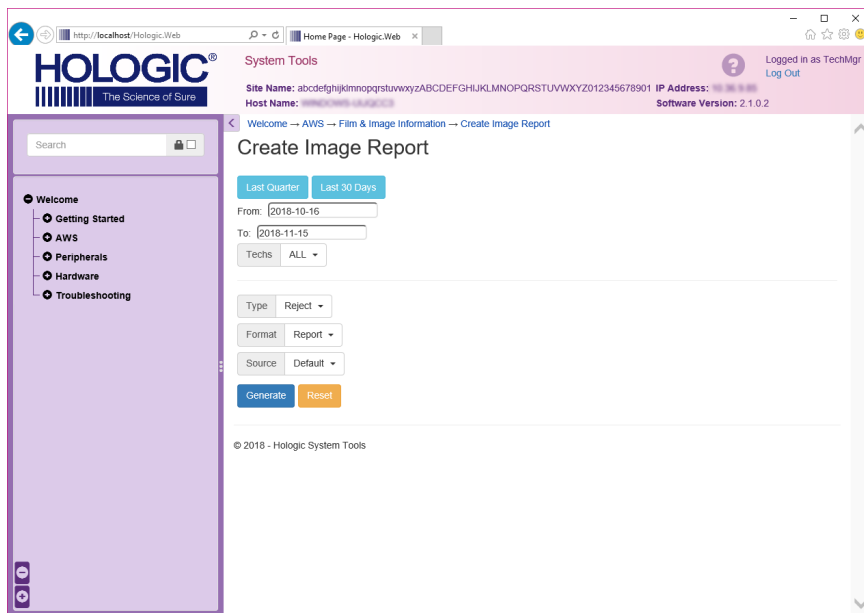 http://localhost/Hologic.Web
Home Page - Hologic.Web
HOLOGIC®
The Science of Sure
System Tools
Logged in as TechMgr
Log Out
Site Name: abcdefghijklmnopqrstuvwxyzABCDEFGHIJKLMNOPQRSTUVWXYZ012345678901 IP Address:
Host Name:
Software Version: 2.1.0.2
Welcome → AWS → Film & Image Information → Create Image Report
Search
Create Image Report
Last Quarter Last 30 Days
From: 2018-10-16
To: 2018-11-15
Techs ALL
Welcome
Getting Started
AWS
Peripherals
Hardware
Troubleshooting
Type Reject
Format Report
Source Default
Generate Reset
© 2018 - Hologic System Tools